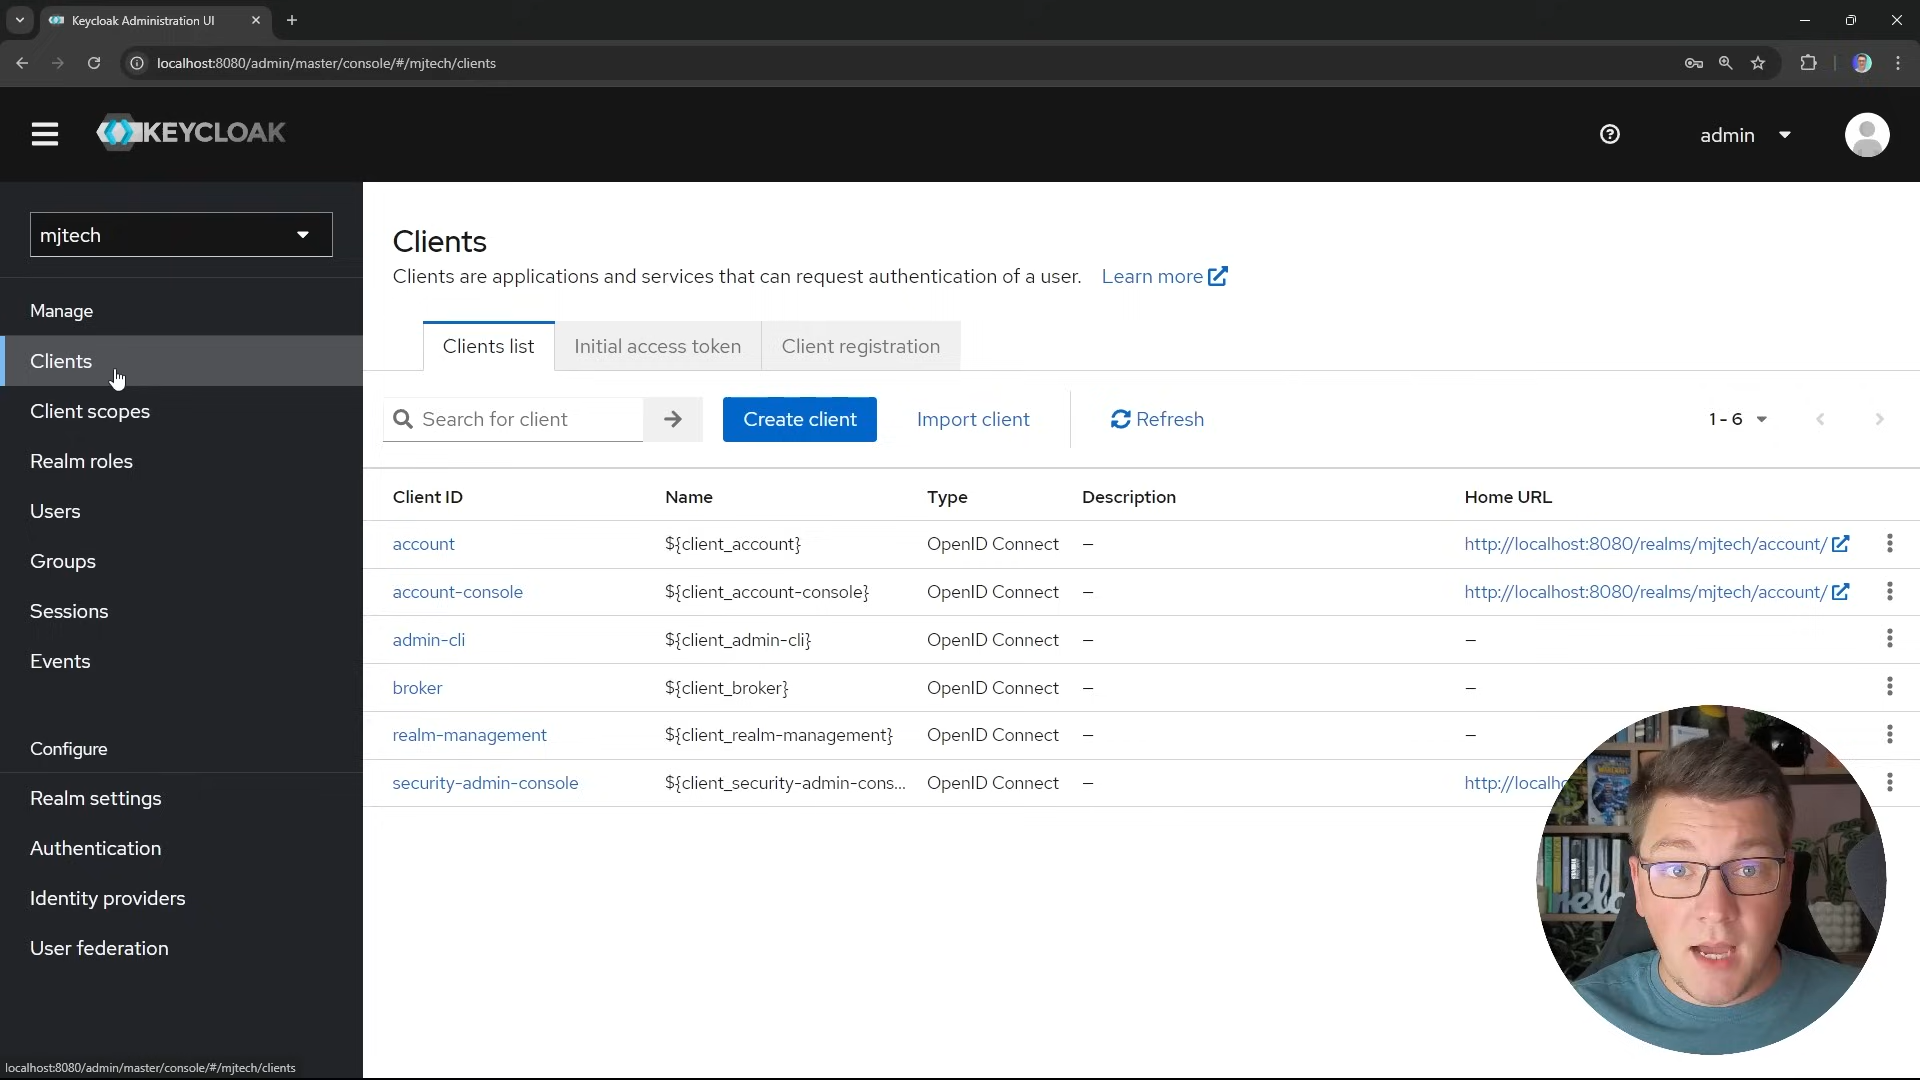 Keycloak Administration UI
localhost:8080/admin/master/console/#/mjtech/clients
KEYCLOAK
admin
mjtech
Manage
Clients
Client scopes
Realm roles
Users
Groups
Sessions
Events
Configure
Realm settings
Authentication
Identity providers
User federation
Clients
Clients are applications and services that can request authentication of a user. Learn more
Clients list Initial access token Client registration
Search for client Create client Import client Refresh 1 - 6
Client ID Name Type Description Home URL
account ${client_account} OpenID Connect – http://localhost:8080/realms/mjtech/account/
account-console ${client_account-console} OpenID Connect – http://localhost:8080/realms/mjtech/account/
admin-cli ${client_admin-cli} OpenID Connect – –
broker ${client_broker} OpenID Connect – –
realm-management ${client_realm-management} OpenID Connect – –
security-admin-console ${client_security-admin-cons... OpenID Connect – http://localho
localhost:8080/admin/master/console/#/mjtech/clients